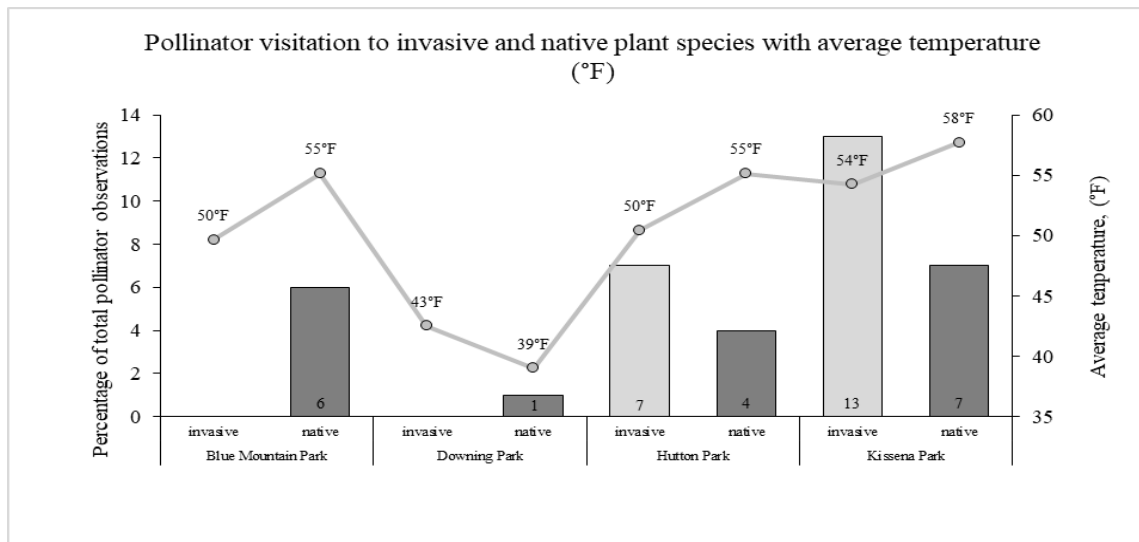 Pollinator visitation to invasive and native plant species with average temperature
(°F)
Percentage of total pollinator observations
14
12
10
8
6
4
2
0
50°F
55°F
43°F
39°F
50°F
55°F
54°F
58°F
6
1
7
4
13
7
60
55
50
45
40
35
Average tenperature, (°F)
invasive
native
invasive
native
invasive
native
invasive
native
Blue Mountain Park
Downing Park
Hutton Park
Kissena Park